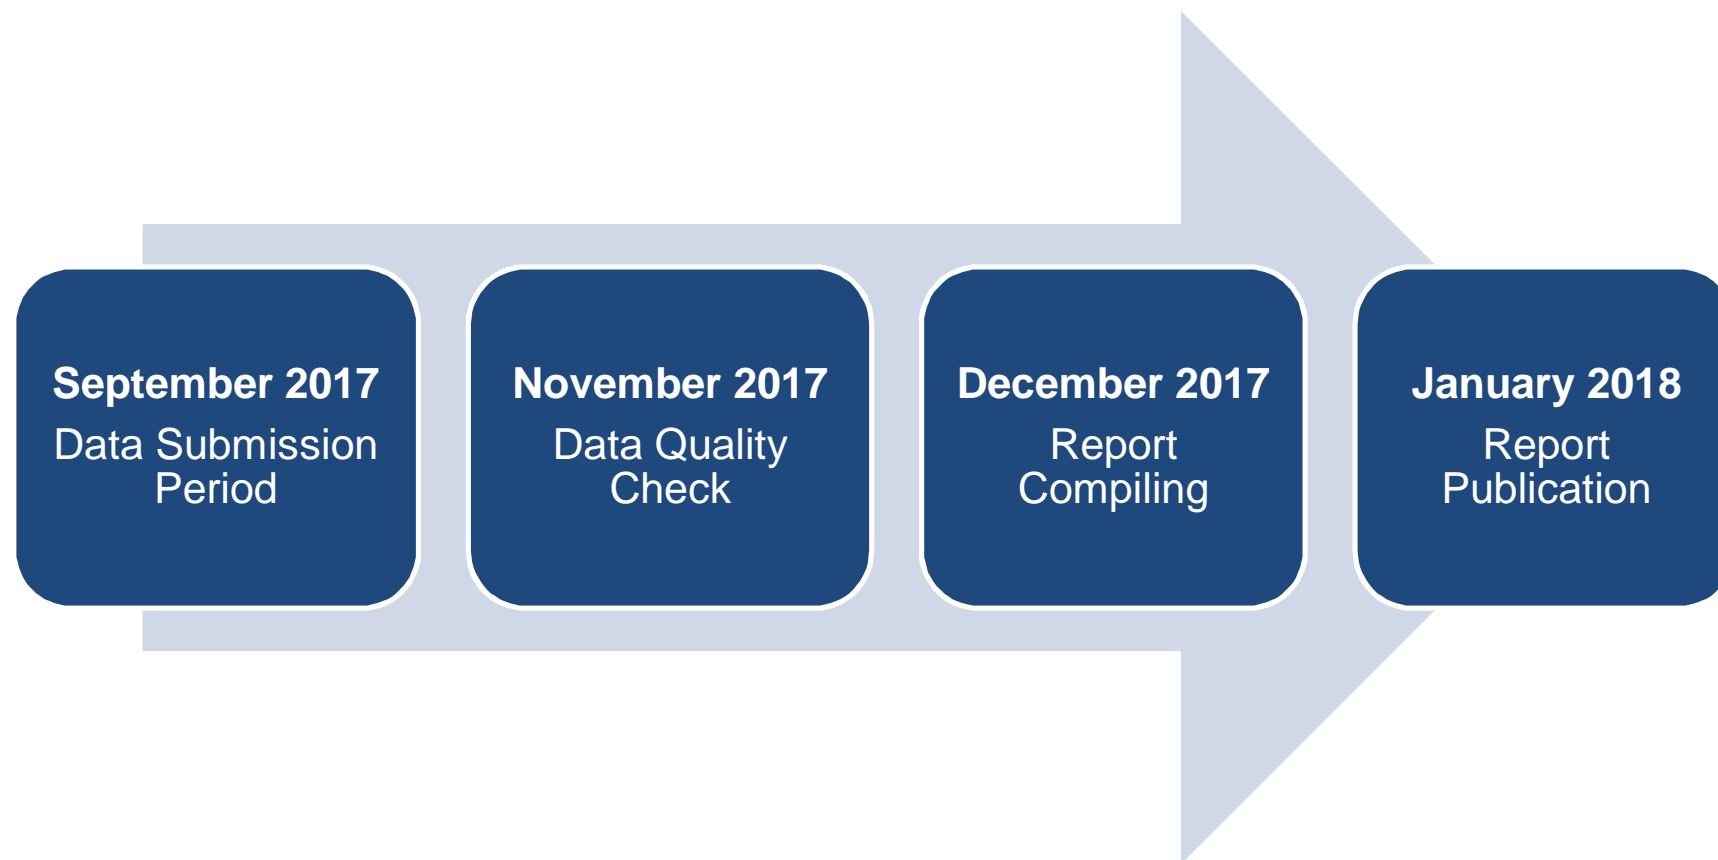 September 2017
Data Submission
Period
November 2017
Data Quality
Check
December 2017
Report
Compiling
January 2018
Report
Publication